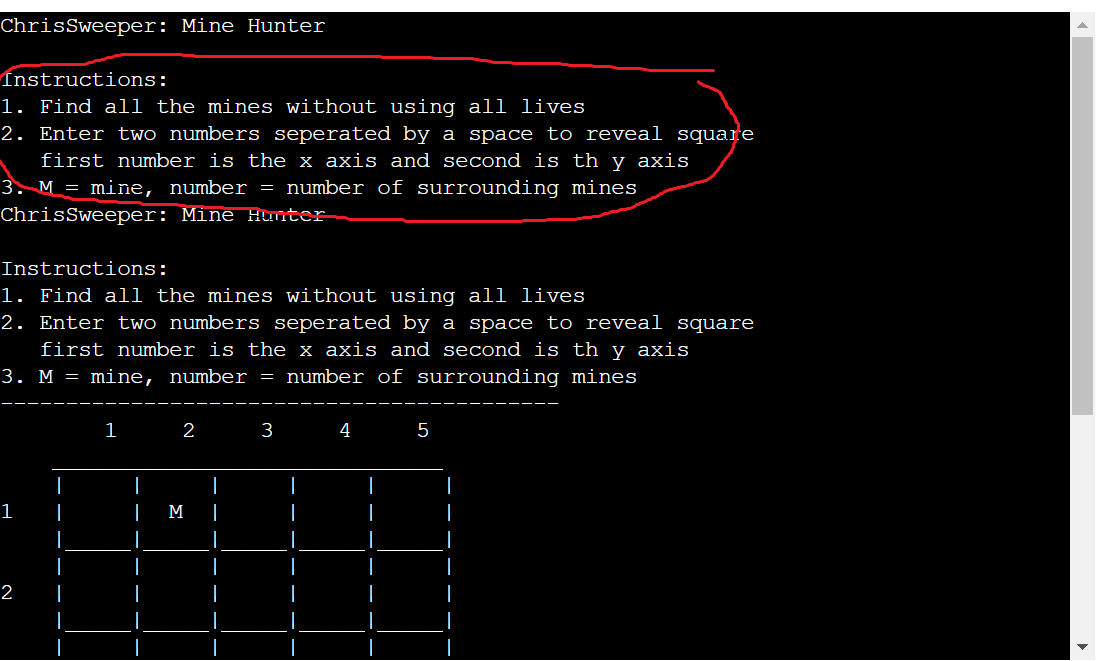 ChrisSweeper: Mine Hunter
Instructions:
1. Find all the mines without using all lives
2. Enter two numbers seperated by a space to reveal square
first number is the x axis and second is th y axis
3. M = mine, number = number of surrounding mines
ChrisSweeper: Mine Hunter
Instructions:
1. Find all the mines without using all lives
2. Enter two numbers seperated by a space to reveal square
first number is the x axis and second is th y axis
3. M = mine, number = number of surrounding mines
1 2 3 4 5
1 M
2